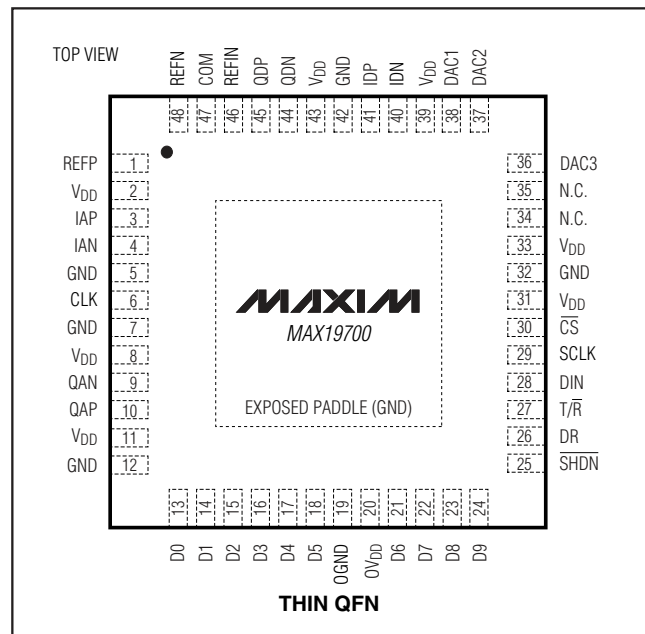 TOP VIEW
REFN COM REFIN QDP QDN VDD GND IDP IDN VDD DAC1 DAC2
48 47 46 45 44 43 42 41 40 39 38 37
REFP 1
VDD 2
IAP 3
IAN 4
GND 5
CLK 6
GND 7
VDD 8
QAN 9
QAP 10
VDD 11
GND 12
36 DAC3
35 N.C.
34 N.C.
33 VDD
32 GND
31 VDD
30 C̅S̅
29 SCLK
28 DIN
27 T/R̅
26 DR
25 S̅H̅D̅N̅
MAXIM
MAX19700
EXPOSED PADDLE (GND)
13 14 15 16 17 18 19 20 21 22 23 24
D0 D1 D2 D3 D4 D5 OGND OVDD D6 D7 D8 D9
THIN QFN